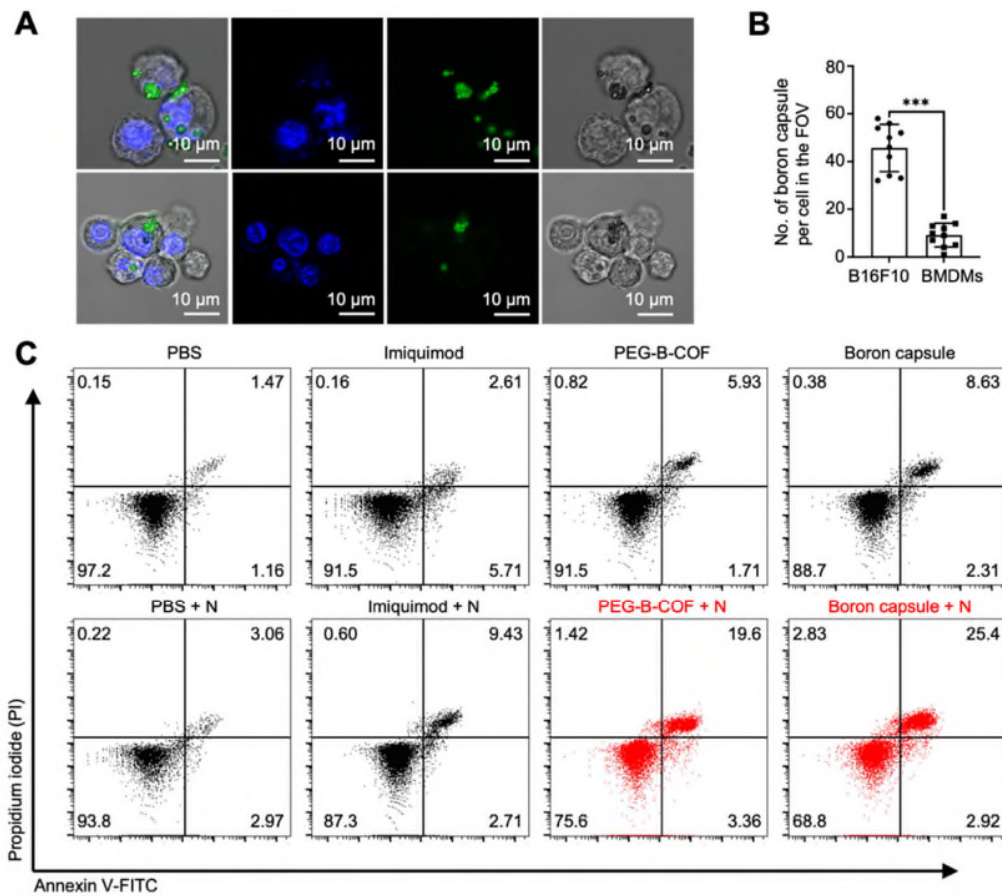 A
10 μm 10 μm 10 μm 10 μm
10 μm 10 μm 10 μm 10 μm
B
No. of boron capsule
per cell in the FOV
80
60
40
20
0
***
B16F10 BMDMs
C
PBS Imiquimod PEG-B-COF Boron capsule
0.15 1.47 0.16 2.61 0.82 5.93 0.38 8.63
97.2 1.16 91.5 5.71 91.5 1.71 88.7 2.31
PBS + N Imiquimod + N PEG-B-COF + N Boron capsule + N
0.22 3.06 0.60 9.43 1.42 19.6 2.83 25.4
93.8 2.97 87.3 2.71 75.6 3.36 68.8 2.92
Propidium iodide (PI)
Annexin V-FITC